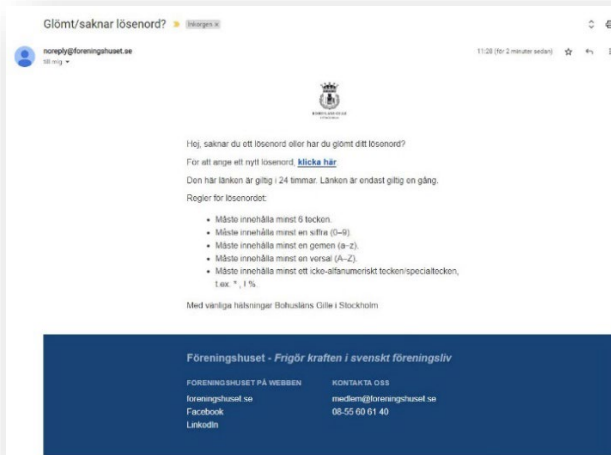 Glömt/saknar lösenord?
Inkorgen x
noreply@foreningshuset.se
till mig
11:28 (för 2 minuter sedan)
BOHUSLÄNS GILLE
Hej, saknar du ett lösenord eller har du glömt ditt lösenord?
För att ange ett nytt lösenord, klicka här
Den här länken är giltig i 24 timmar. Länken är endast giltig en gång.
Regler för lösenordet:
• Måste innehålla minst 6 tecken.
• Måste innehålla minst en siffra (0–9)
• Måste innehålla minst en gemen (a–z).
• Måste innehålla minst en versal (A–Z).
• Måste innehålla minst ett icke-alfanumeriskt tecken/specialtecken,
t.ex. * , ! %.
Med vänliga hälsningar Bohusläns Gille i Stockholm
Föreningshuset - Frigör kraften i svenskt föreningsliv
FÖRENINGSHUSET PÅ WEBBEN
KONTAKTA OSS
foreningshuset.se
medlem@foreningshuset.se
Facebook
08-55 60 61 40
LinkedIn